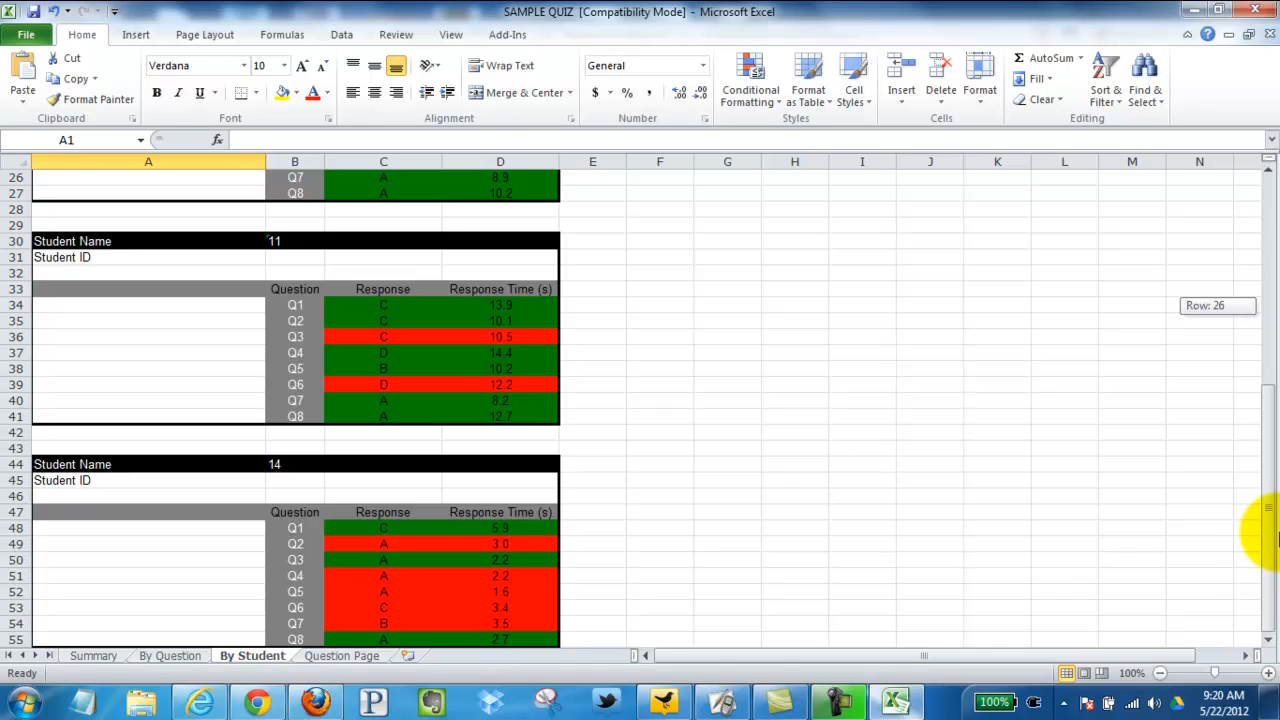 SAMPLE QUIZ [Compatibility Mode] - Microsoft Excel
File Home Insert Page Layout Formulas Data Review View Add-Ins
Paste Cut Copy Format Painter Clipboard
Verdana 10 B I U A A A Font
Wrap Text Merge & Center Alignment
General $ % , .0 .00 .00 .0 Number
Conditional Formatting Format as Table Cell Styles Styles
Insert Delete Format Cells
Σ AutoSum Fill Clear Sort & Filter Find & Select Editing
A1 fx
A B C D E F G H I J K L M N
26 Q7 A 8.9
27 Q8 A 10.2
28
29
30 Student Name 11
31 Student ID
32
33 Question Response Response Time (s)
34 Q1 C 13.9
35 Q2 C 10.1
36 Q3 C 10.5
37 Q4 D 14.4
38 Q5 B 10.2
39 Q6 D 12.2
40 Q7 A 8.2
41 Q8 A 12.7
42
43
44 Student Name 14
45 Student ID
46
47 Question Response Response Time (s)
48 Q1 C 5.9
49 Q2 A 3.0
50 Q3 A 2.2
51 Q4 A 2.2
52 Q5 A 1.6
53 Q6 C 3.4
54 Q7 B 3.5
55 Q8 A 2.7
Row: 26
Summary By Question By Student Question Page
Ready 100%
100% 9:20 AM
5/22/2012